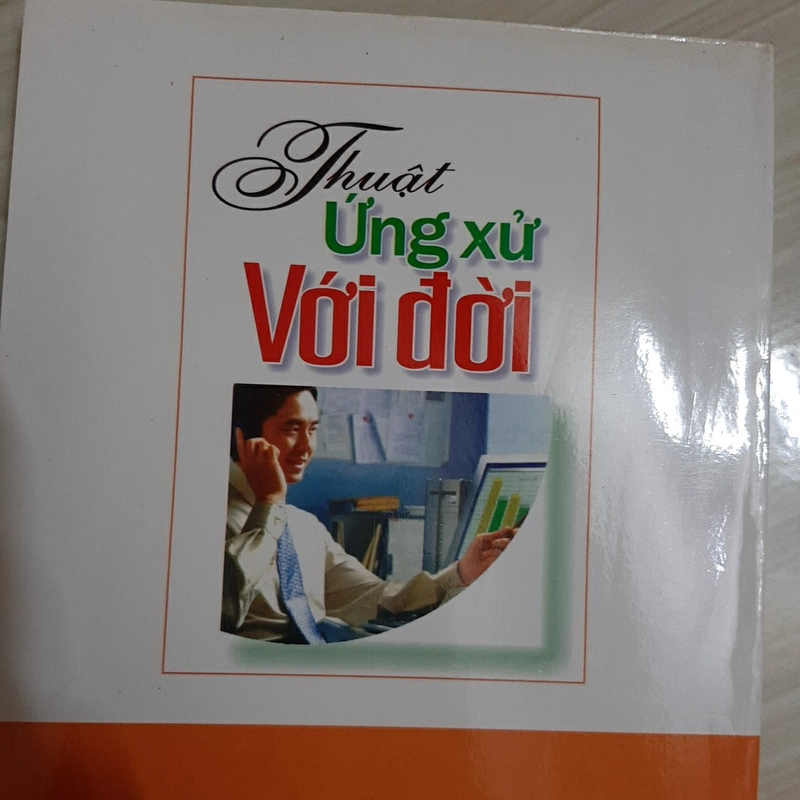 Thuật
Ứng xử
Với đời